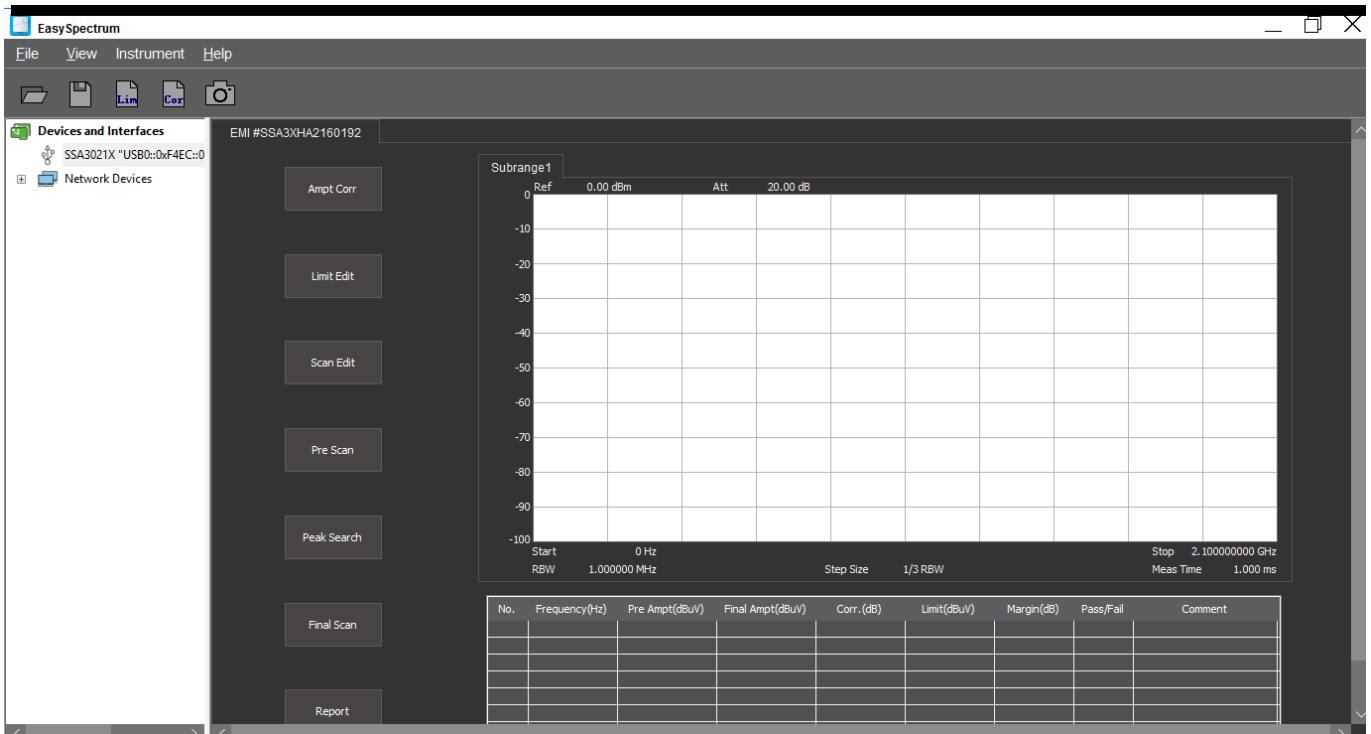 EasySpectrum
File View Instrument Help
Lim Cor
Devices and Interfaces
SSA3021X "USB0::0xF4EC::0
Network Devices
EMI #SSA3XHA2160192
Ampt Corr
Limit Edit
Scan Edit
Pre Scan
Peak Search
Final Scan
Report
Subrange1
Ref 0.00 dBm Att 20.00 dB
0
-10
-20
-30
-40
-50
-60
-70
-80
-90
-100
Start 0 Hz Stop 2.100000000 GHz
RBW 1.000000 MHz Step Size 1/3 RBW Meas Time 1.000 ms
No. Frequency(Hz) Pre Ampt(dBuV) Final Ampt(dBuV) Corr.(dB) Limit(dBuV) Margin(dB) Pass/Fail Comment